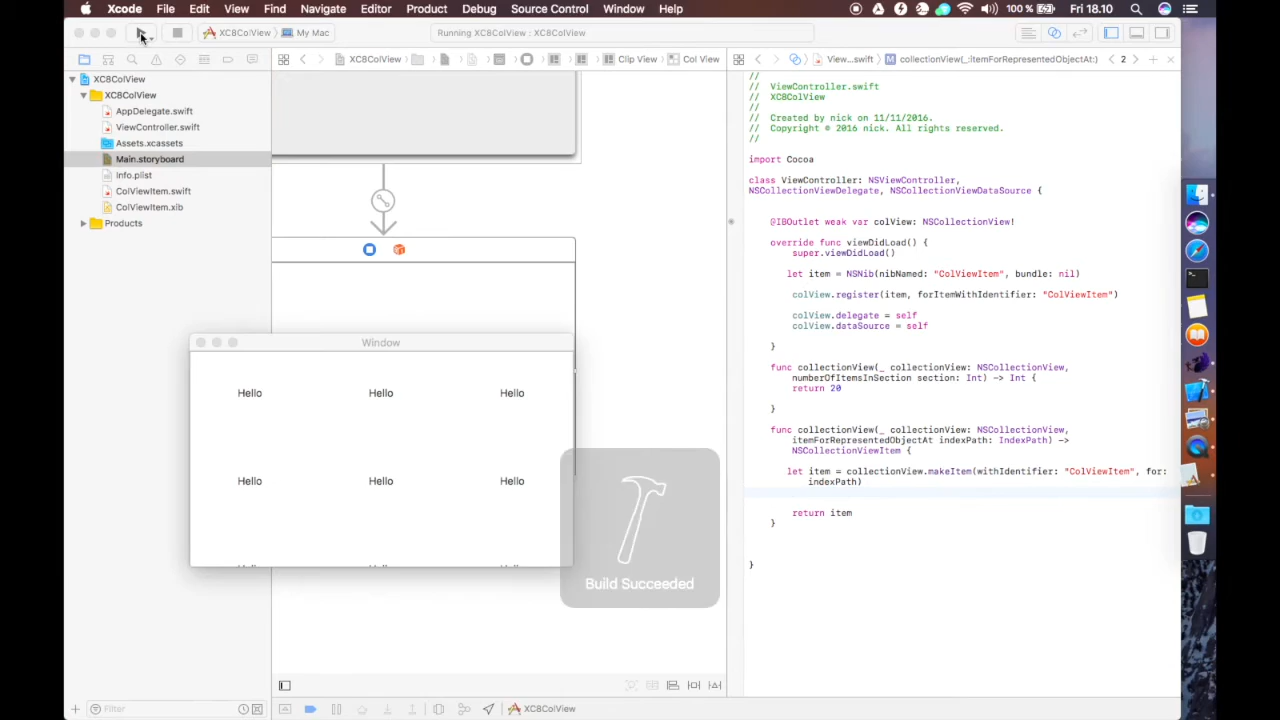 Xcode File Edit View Find Navigate Editor Product Debug Source Control Window Help 100 % Fri 18.10
XC8ColView My Mac Running XC8ColView : XC8ColView
XC8ColView Clip View Col View
View...swift collectionView(_:itemForRepresentedObjectAt:) 2
XC8ColView
XC8ColView
AppDelegate.swift
ViewController.swift
Assets.xcassets
Main.storyboard
Info.plist
ColViewItem.swift
ColViewItem.xib
Products
Window
Hello Hello Hello
Hello Hello Hello
Build Succeeded
//
// ViewController.swift
// XC8ColView
//
// Created by nick on 11/11/2016.
// Copyright © 2016 nick. All rights reserved.
//
import Cocoa
class ViewController: NSViewController,
NSCollectionViewDelegate, NSCollectionViewDataSource {
@IBOutlet weak var colView: NSCollectionView!
override func viewDidLoad() {
super.viewDidLoad()
let item = NSNib(nibNamed: "ColViewItem", bundle: nil)
colView.register(item, forItemWithIdentifier: "ColViewItem")
colView.delegate = self
colView.dataSource = self
}
func collectionView(_ collectionView: NSCollectionView,
numberOfItemsInSection section: Int) -> Int {
return 20
}
func collectionView(_ collectionView: NSCollectionView,
itemForRepresentedObjectAt indexPath: IndexPath) ->
NSCollectionViewItem {
let item = collectionView.makeItem(withIdentifier: "ColViewItem", for:
indexPath)
return item
}
}
Filter
XC8ColView